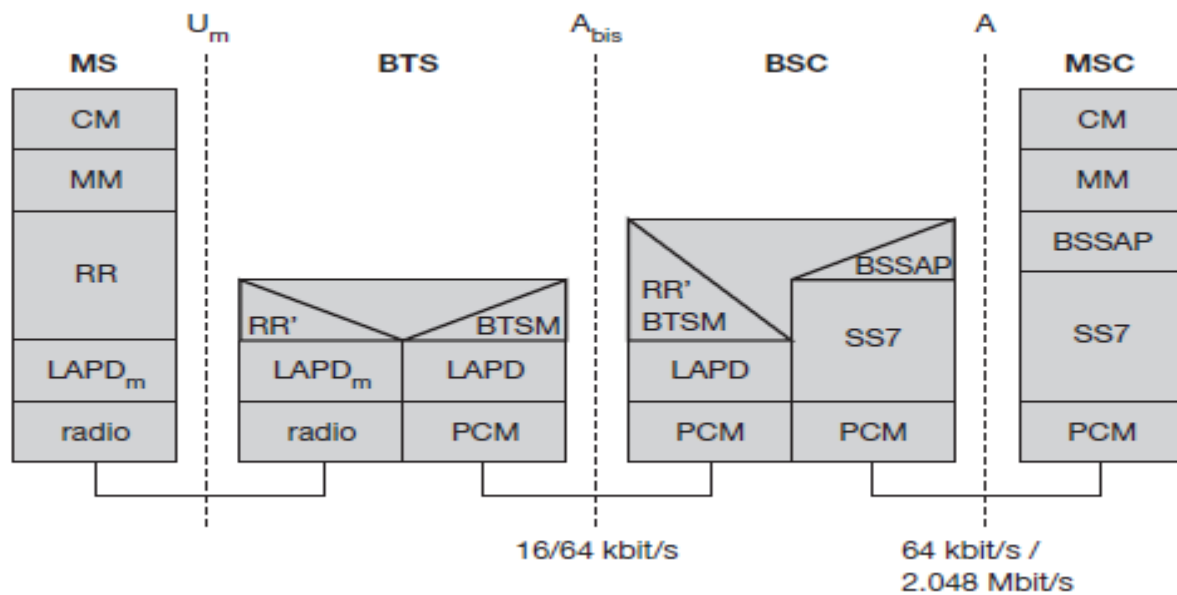 Um Abis A
MS BTS BSC MSC
CM CM
MM MM
RR BSSAP BSSAP
RR' BTSM RR' BTSM SS7 SS7
LAPDm LAPDm LAPD LAPD
radio radio PCM PCM PCM PCM
16/64 kbit/s 64 kbit/s /
2.048 Mbit/s